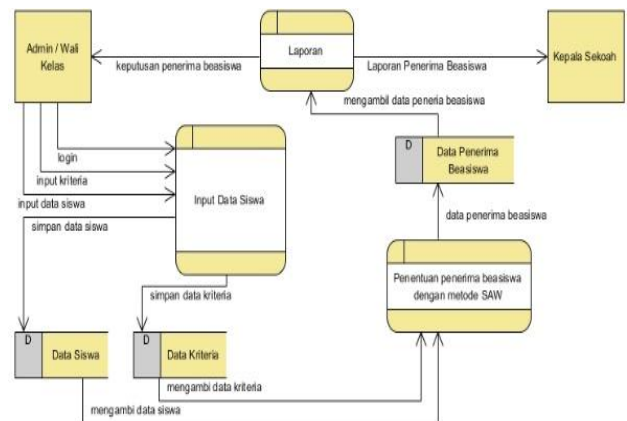 Admin / Wali
Kelas
keputusan penerima beasiswa
Laporan
Laporan Penerima Beasiswa
Kepala Sekoah
mengambil data peneria beasiswa
login
input kriteria
input data siswa
simpan data siswa
Input Data Siswa
D
Data Penerima
Beasiswa
data penerima beasiswa
Penentuan penerima beasiswa
dengan metode SAW
simpan data kriteria
D
Data Siswa
D
Data Kriteria
mengambi data kriteria
mengambi data siswa